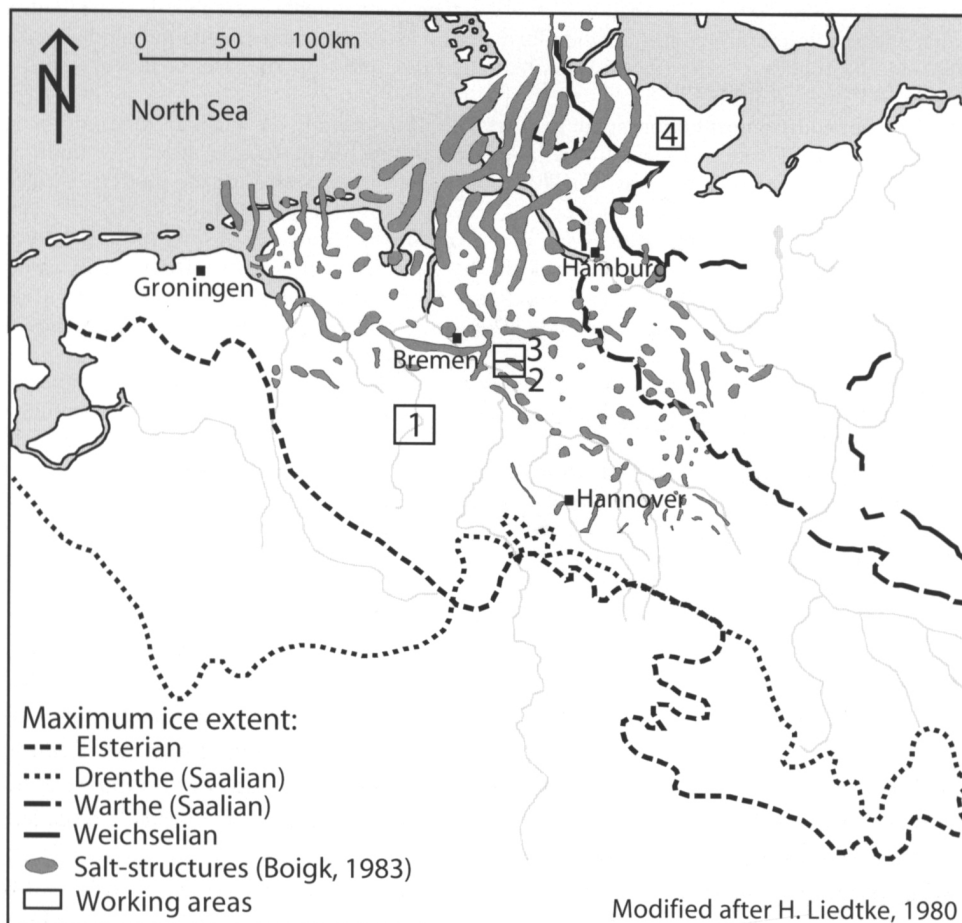 0 50 100km
N
North Sea
4
Hamburg
Groningen
Bremen
3
2
1
Hannover
Maximum ice extent:
Elsterian
Drenthe (Saalian)
Warthe (Saalian)
Weichselian
Salt-structures (Boigk, 1983)
Working areas
Modified after H. Liedtke, 1980